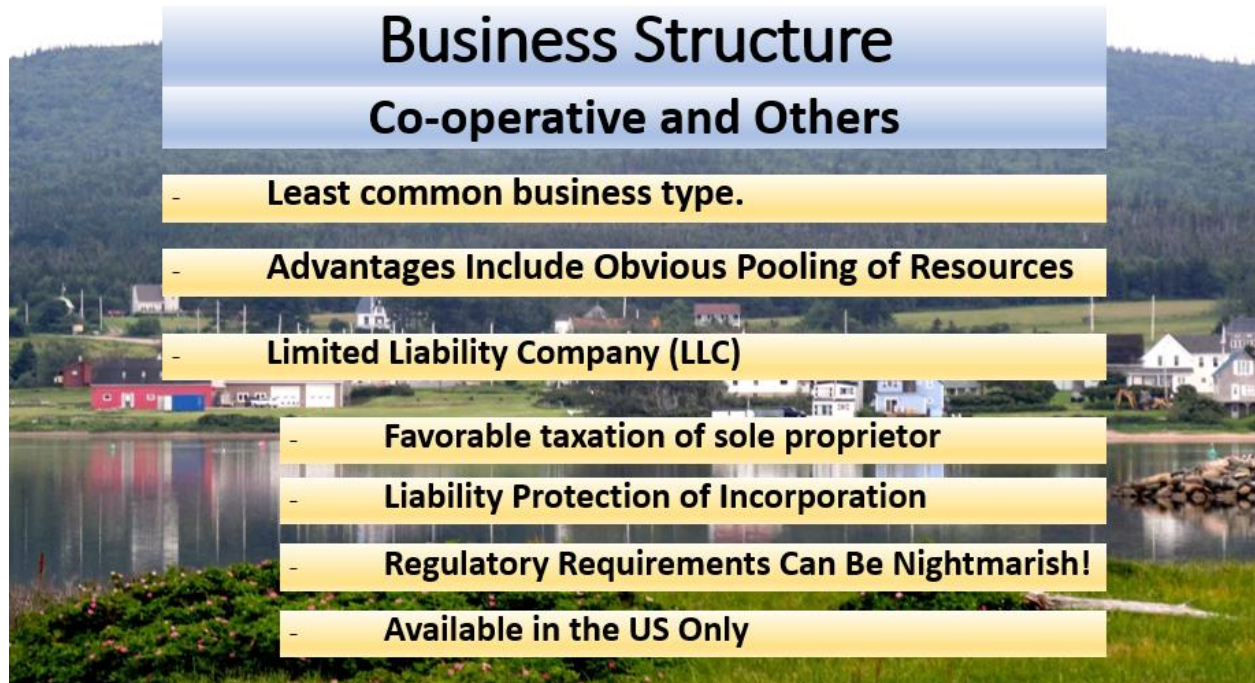 Business Structure
Co-operative and Others
- Least common business type.
- Advantages Include Obvious Pooling of Resources
- Limited Liability Company (LLC)
- Favorable taxation of sole proprietor
- Liability Protection of Incorporation
- Regulatory Requirements Can Be Nightmarish!
- Available in the US Only